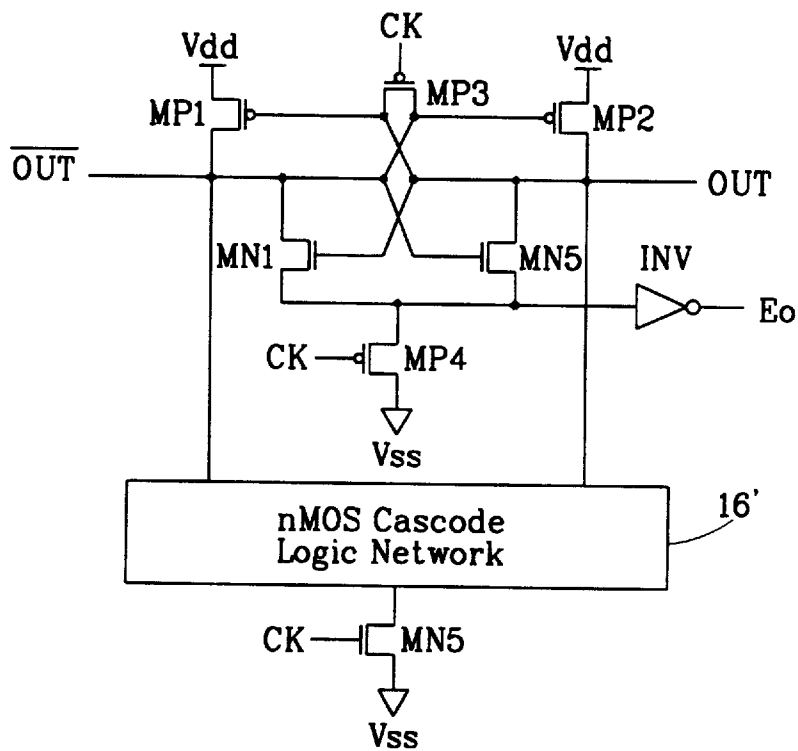 CK
Vdd
Vdd
MP1
MP3
MP2
OUT
OUT
MN1
MN5
INV
Eo
CK
MP4
Vss
nMOS Cascode
Logic Network
16'
CK
MN5
Vss